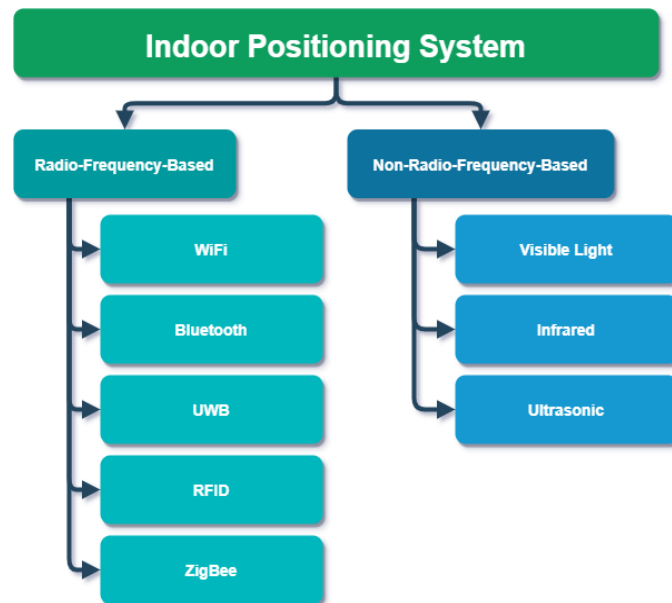 Indoor Positioning System
Radio-Frequency-Based
Non-Radio-Frequency-Based
WiFi
Visible Light
Bluetooth
Infrared
UWB
Ultrasonic
RFID
ZigBee